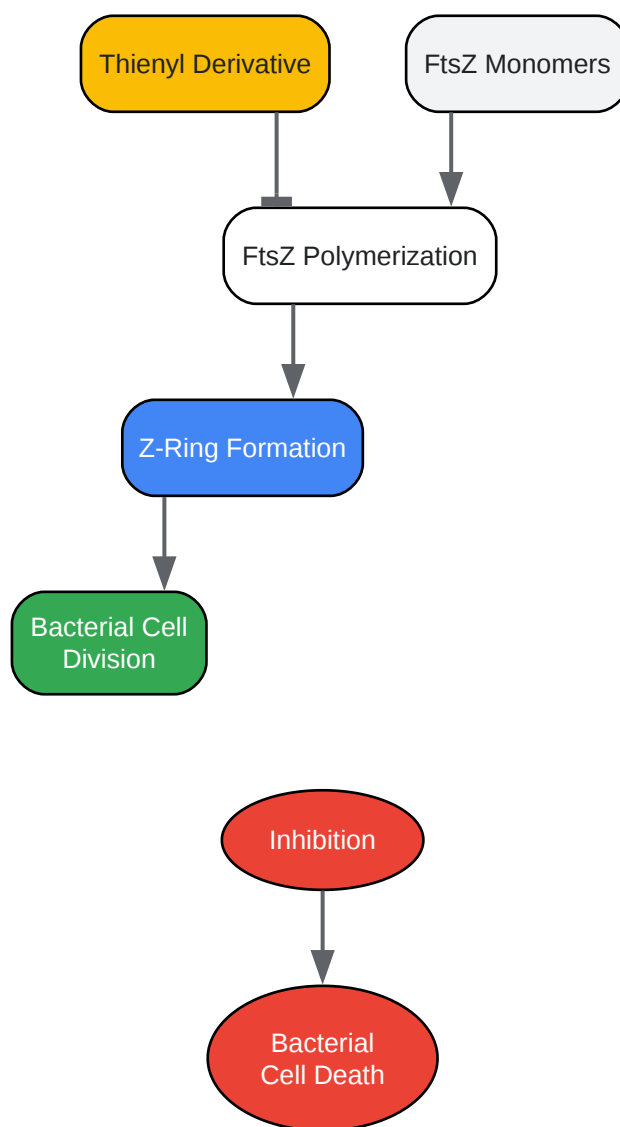 Thienyl Derivative
FtsZ Monomers
FtsZ Polymerization
Z-Ring Formation
Bacterial Cell
Division
Inhibition
Bacterial
Cell Death